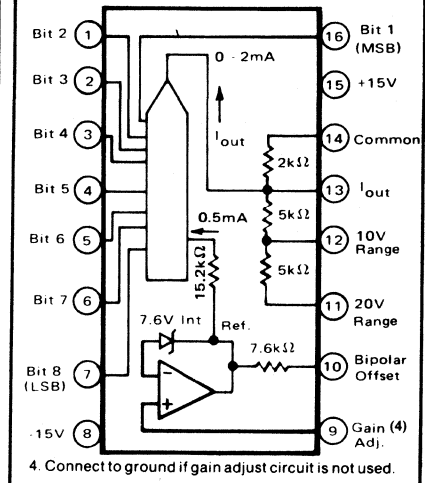 Bit 2 1
Bit 3 2
Bit 4 3
Bit 5 4
Bit 6 5
Bit 7 6
Bit 8 (LSB) 7
-15V 8
16 Bit 1 (MSB)
15 +15V
14 Common
13 Iout
12 10V Range
11 20V Range
10 Bipolar Offset
9 Gain (4) Adj.
0 - 2mA
Iout
2kΩ
5kΩ
5kΩ
0.5mA
15.2kΩ
7.6V Int
Ref.
7.6kΩ
-
+
4. Connect to ground if gain adjust circuit is not used.